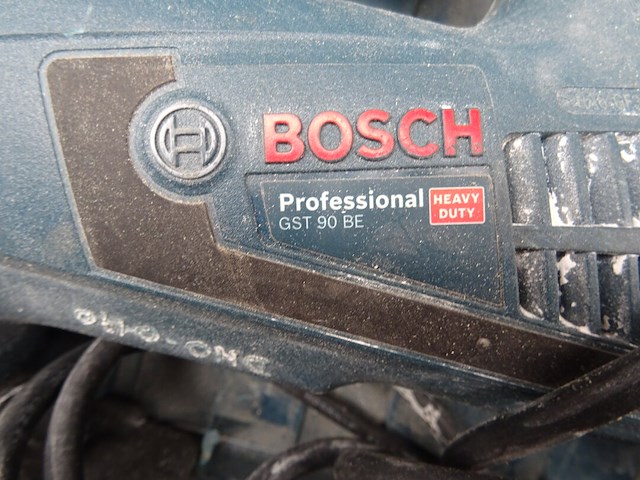 BOSCH
Professional
GST 90 BE
HEAVY
DUTY